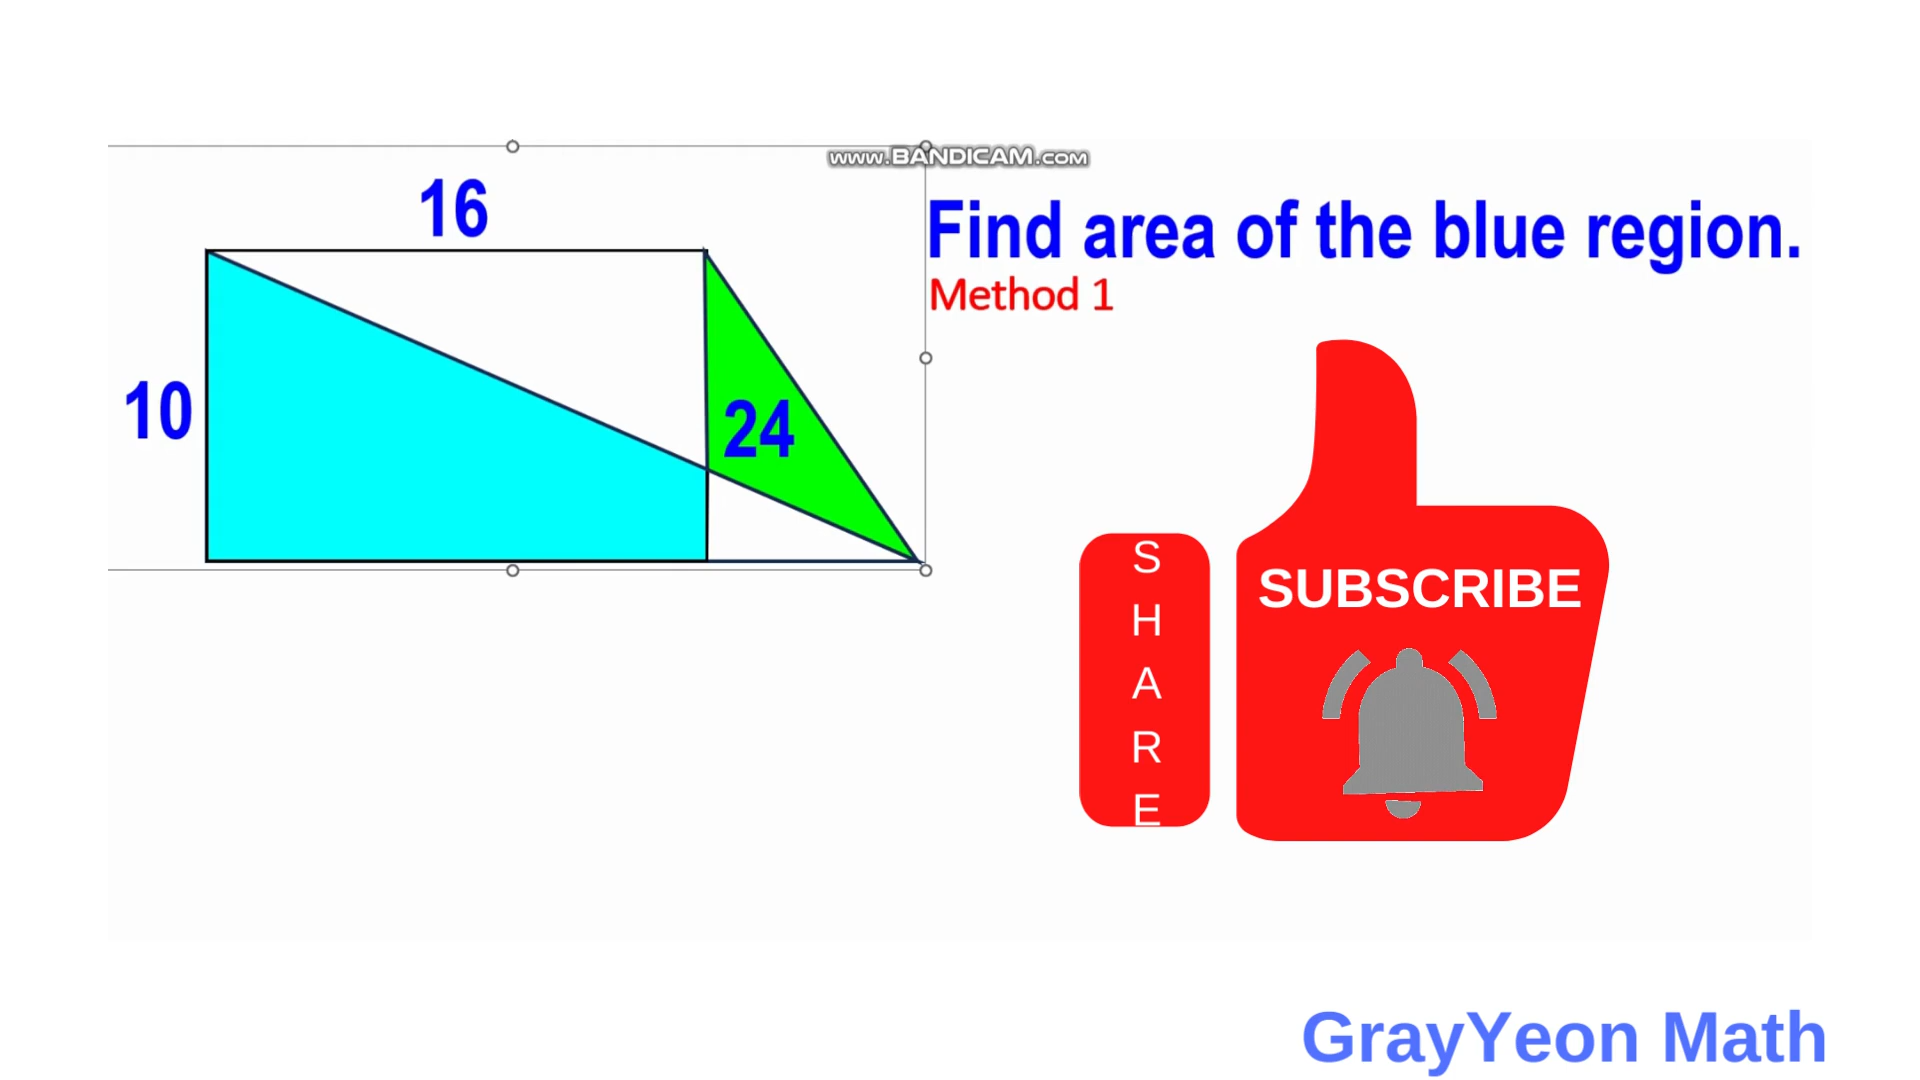 www.BANDICAM.com
16
Find area of the blue region.
Method 1
10
24
S
H
A
R
E
SUBSCRIBE
GrayYeon Math